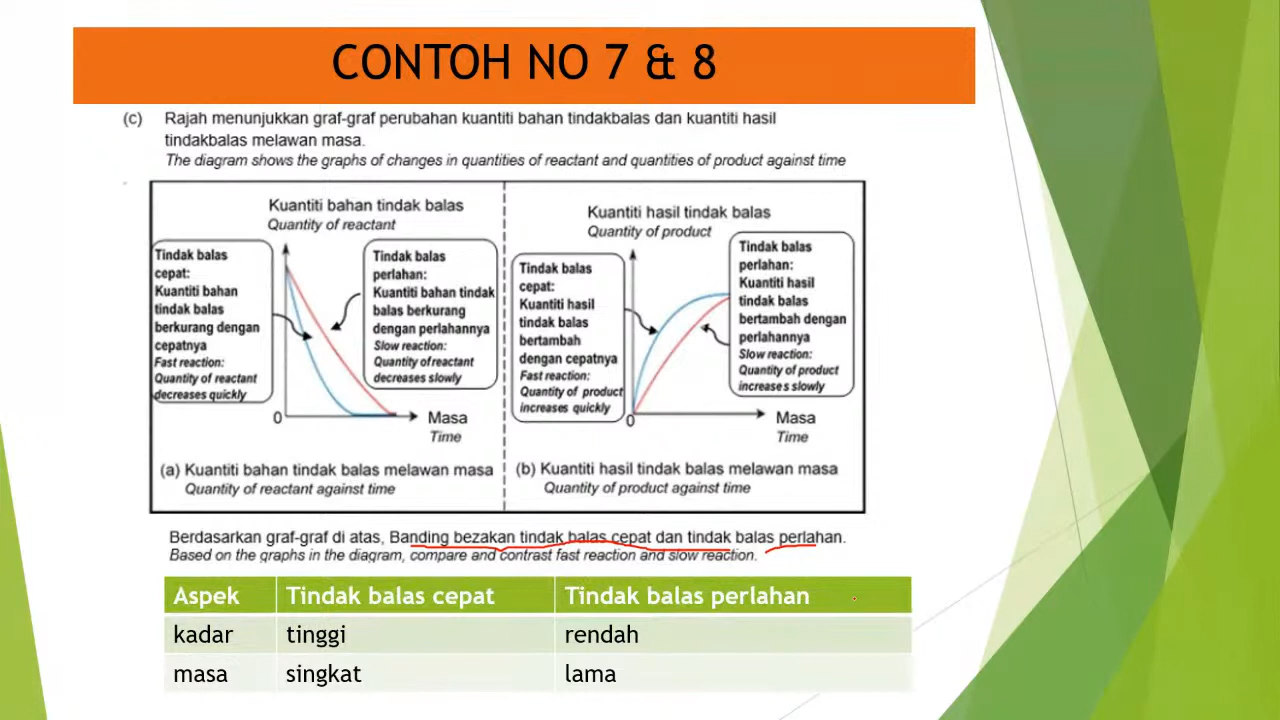 CONTOH NO 7 & 8
(c) Rajah menunjukkan graf-graf perubahan kuantiti bahan tindakbalas dan kuantiti hasil
tindakbalas melawan masa.
The diagram shows the graphs of changes in quantities of reactant and quantities of product against time
Kuantiti bahan tindak balas
Quantity of reactant
Tindak balas
cepat:
Kuantiti bahan
tindak balas
berkurang dengan
cepatnya
Fast reaction:
Quantity of reactant
decreases quickly
Tindak balas
perlahan:
Kuantiti bahan tindak
balas berkurang
dengan perlahannya
Slow reaction:
Quantity of reactant
decreases slowly
0
Masa
Time
(a) Kuantiti bahan tindak balas melawan masa
Quantity of reactant against time
Kuantiti hasil tindak balas
Quantity of product
Tindak balas
cepat:
Kuantiti hasil
tindak balas
bertambah
dengan cepatnya
Fast reaction:
Quantity of product
increases quickly
Tindak balas
perlahan:
Kuantiti hasil
tindak balas
bertambah dengan
perlahannya
Slow reaction:
Quantity of product
increases slowly
0
Masa
Time
(b) Kuantiti hasil tindak balas melawan masa
Quantity of product against time
Berdasarkan graf-graf di atas, Banding bezakan tindak balas cepat dan tindak balas perlahan.
Based on the graphs in the diagram, compare and contrast fast reaction and slow reaction.
Aspek Tindak balas cepat Tindak balas perlahan
kadar tinggi rendah
masa singkat lama